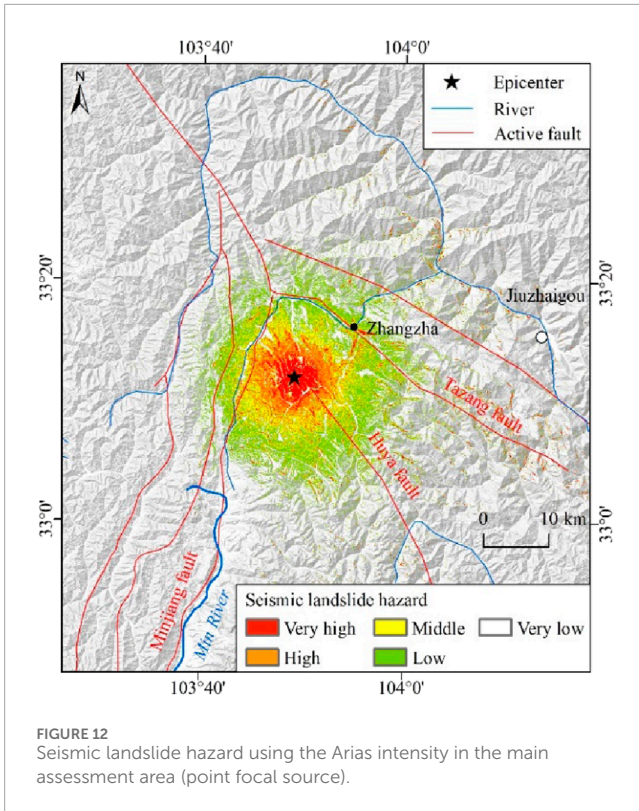 103°40' 104°0'
N
Epicenter
River
Active fault
33°20' 33°20'
Jiuzhaigou
Zhangzha
Tazang fault
Huya fault
33°0' 33°0'
0 10 km
Minjiang fault
Min River
Seismic landslide hazard
Very high Middle Very low
High Low
103°40' 104°0'
FIGURE 12
Seismic landslide hazard using the Arias intensity in the main
assessment area (point focal source).